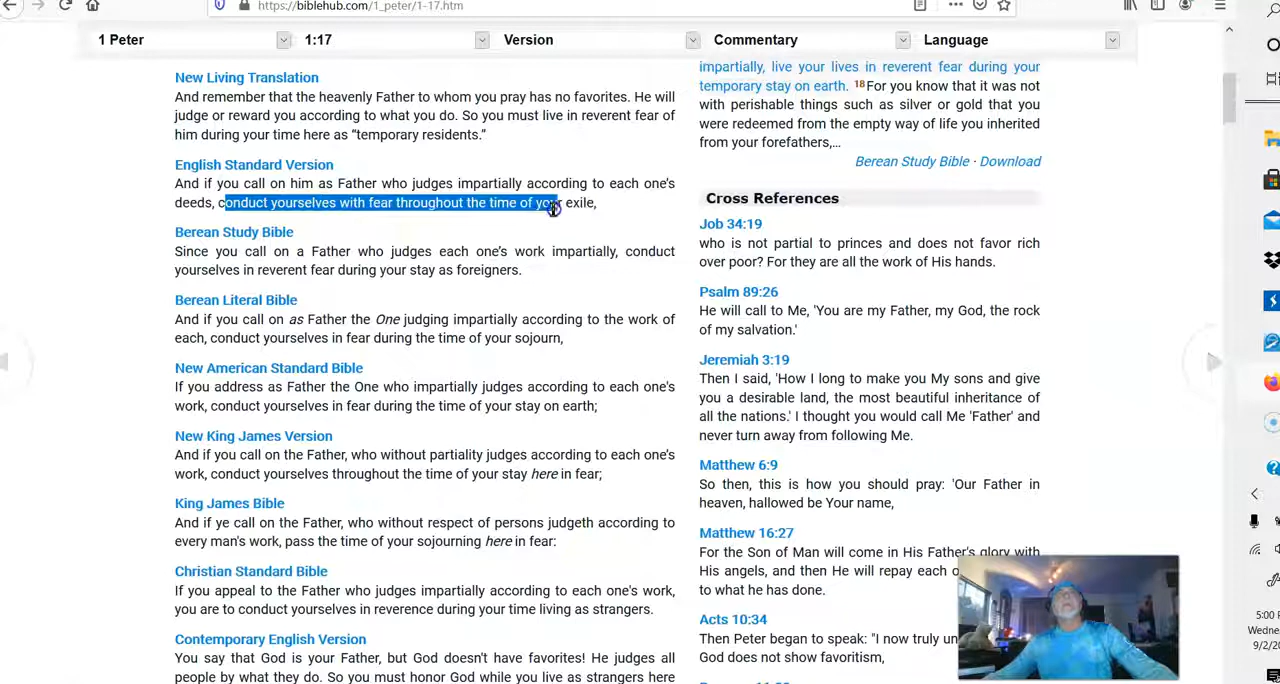 https://biblehub.com/1_peter/1-17.htm
1 Peter
1:17
Version
Commentary
Language
New Living Translation
And remember that the heavenly Father to whom you pray has no favorites. He will
judge or reward you according to what you do. So you must live in reverent fear of
him during your time here as “temporary residents.”
English Standard Version
And if you call on him as Father who judges impartially according to each one’s
deeds, conduct yourselves with fear throughout the time of your exile,
Berean Study Bible
Since you call on a Father who judges each one’s work impartially, conduct
yourselves in reverent fear during your stay as foreigners.
Berean Literal Bible
And if you call on as Father the One judging impartially according to the work of
each, conduct yourselves in fear during the time of your sojourn,
New American Standard Bible
If you address as Father the One who impartially judges according to each one's
work, conduct yourselves in fear during the time of your stay on earth;
New King James Version
And if you call on the Father, who without partiality judges according to each one’s
work, conduct yourselves throughout the time of your stay here in fear;
King James Bible
And if ye call on the Father, who without respect of persons judgeth according to
every man's work, pass the time of your sojourning here in fear:
Christian Standard Bible
If you appeal to the Father who judges impartially according to each one's work,
you are to conduct yourselves in reverence during your time living as strangers.
Contemporary English Version
You say that God is your Father, but God doesn't have favorites! He judges all
people by what they do. So you must honor God while you live as strangers here
impartially, live your lives in reverent fear during your
temporary stay on earth. 18For you know that it was not
with perishable things such as silver or gold that you
were redeemed from the empty way of life you inherited
from your forefathers,…
Berean Study Bible · Download
Cross References
Job 34:19
who is not partial to princes and does not favor rich
over poor? For they are all the work of His hands.
Psalm 89:26
He will call to Me, 'You are my Father, my God, the rock
of my salvation.'
Jeremiah 3:19
Then I said, 'How I long to make you My sons and give
you a desirable land, the most beautiful inheritance of
all the nations.' I thought you would call Me 'Father' and
never turn away from following Me.
Matthew 6:9
So then, this is how you should pray: 'Our Father in
heaven, hallowed be Your name,
Matthew 16:27
For the Son of Man will come in His Father's glory with
His angels, and then He will repay each
to what he has done.
Acts 10:34
Then Peter began to speak: "I now truly
God does not show favoritism,
5:00
9/2/20